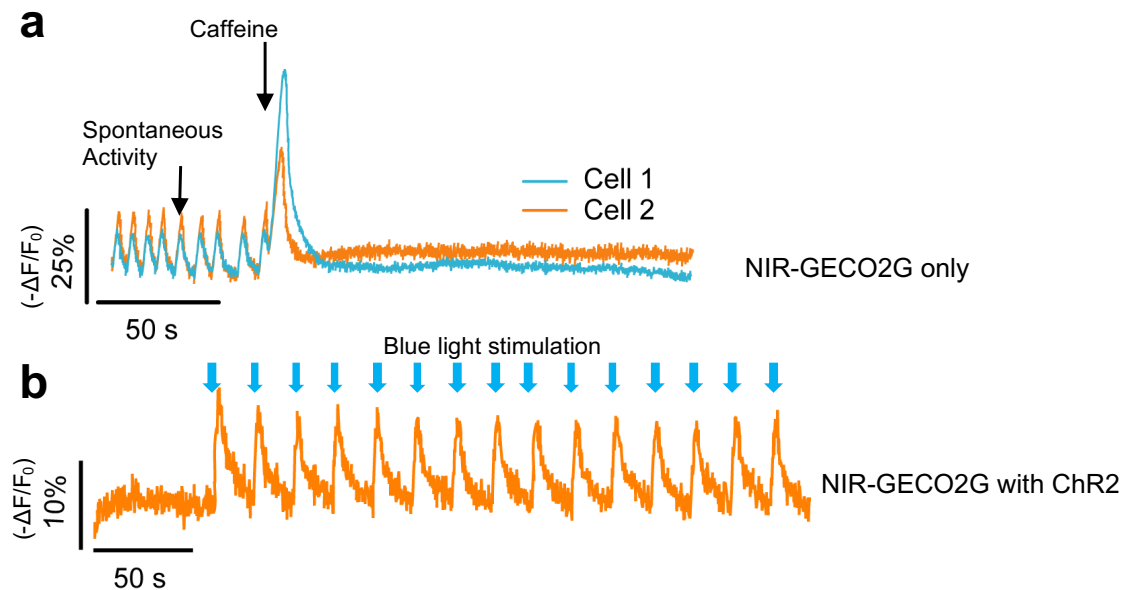 a
Caffeine
Spontaneous
Activity
Cell 1
Cell 2
(-ΔF/F₀)
25%
NIR-GECO2G only
50 s
Blue light stimulation
b
(-ΔF/F₀)
10%
NIR-GECO2G with ChR2
50 s